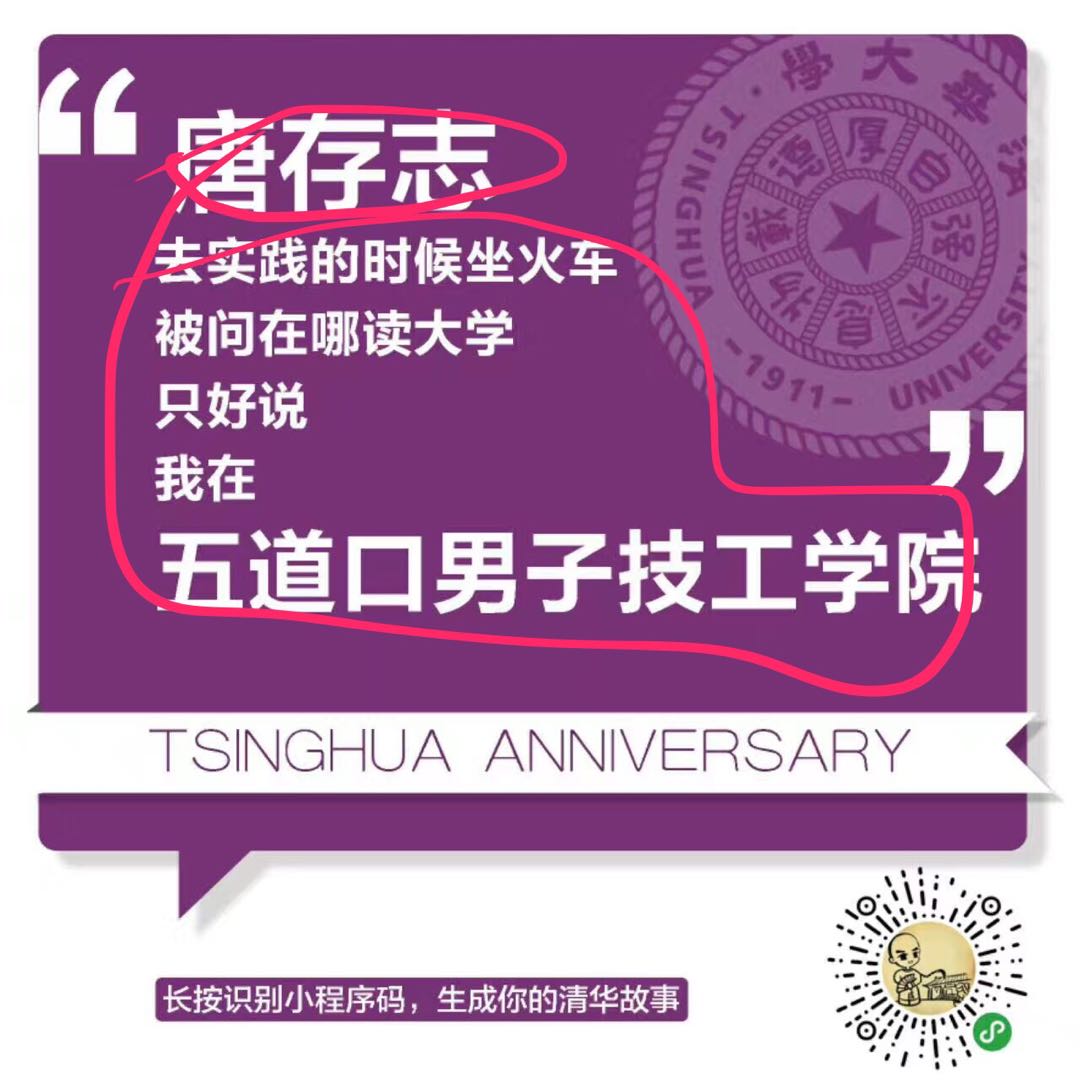 “
唐存志
去实践的时候坐火车
被问在哪读大学
只好说
我在
五道口男子技工学院
”
清華大學
TSINGHUA UNIVERSITY
-1911-
自强不息
厚德載物
TSINGHUA ANNIVERSARY
长按识别小程序码，生成你的清华故事